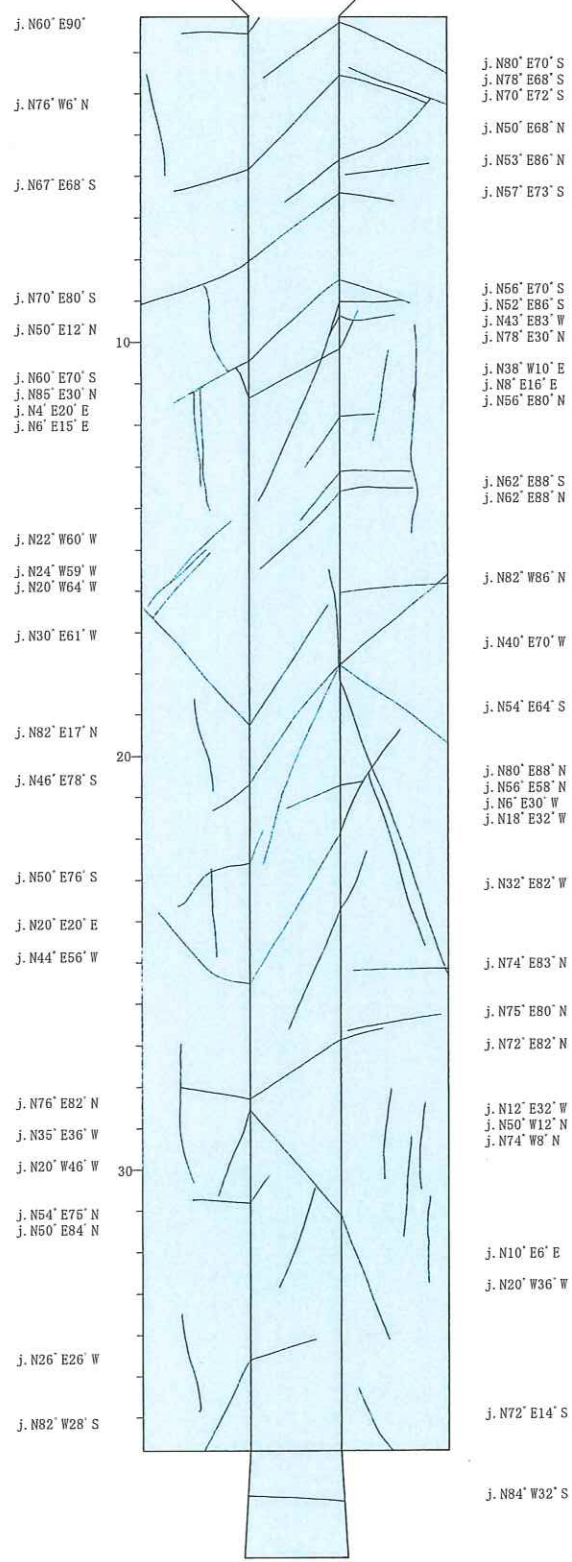 j. N60° E90°
j. N76° W6° N
j. N67° E68° S
j. N70° E80° S
j. N50° E12° N
j. N60° E70° S
j. N85° E30° N
j. N4° E20° E
j. N6° E15° E
j. N22° W60° W
j. N24° W59° W
j. N20° W64° W
j. N30° E61° W
j. N82° E17° N
j. N46° E78° S
j. N50° E76° S
j. N20° E20° E
j. N44° E56° W
j. N76° E82° N
j. N35° E36° W
j. N20° W46° W
j. N54° E75° N
j. N50° E84° N
j. N26° E26° W
j. N82° W28° S
10
20
30
j. N80° E70° S
j. N78° E68° S
j. N70° E72° S
j. N50° E68° N
j. N53° E86° N
j. N57° E73° S
j. N56° E70° S
j. N52° E86° S
j. N43° E83° W
j. N78° E30° N
j. N38° W10° E
j. N8° E16° E
j. N56° E80° N
j. N62° E88° S
j. N62° E88° N
j. N82° W86° N
j. N40° E70° W
j. N54° E64° S
j. N80° E88° N
j. N56° E58° N
j. N6° E30° W
j. N18° E32° W
j. N32° E82° W
j. N74° E83° N
j. N75° E80° N
j. N72° E82° N
j. N12° E32° W
j. N50° W12° N
j. N74° W8° N
j. N10° E6° E
j. N20° W36° W
j. N72° E14° S
j. N84° W32° S